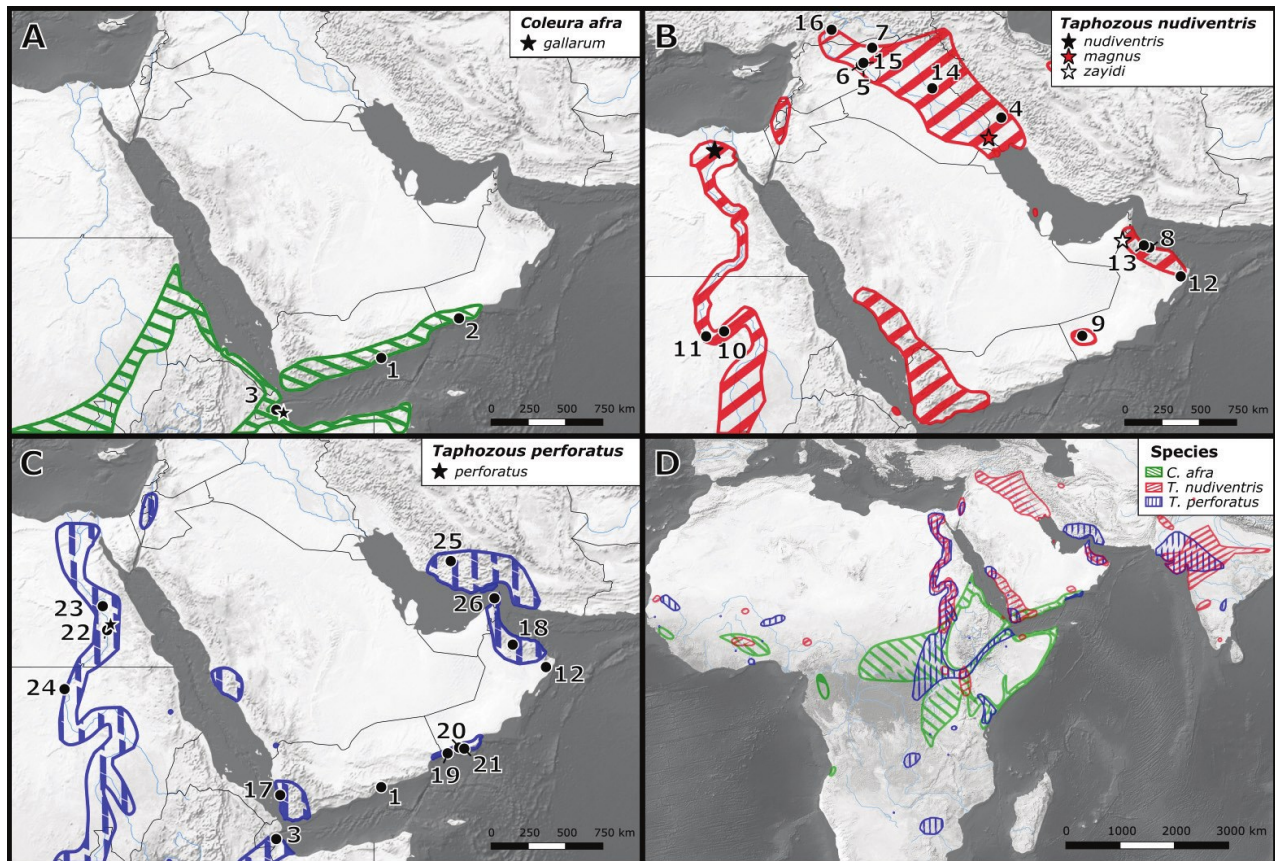 A
Coleura afra
gallarum
2
1
3
0 250 500 750 km
B
Taphozous nudiventris
nudiventris
magnus
zayidi
16
7
15
6
5
14
4
8
13
12
9
11
10
0 250 500 750 km
C
Taphozous perforatus
perforatus
25
26
23
22
18
12
24
20
19
21
17
1
3
0 250 500 750 km
D
Species
C. afra
T. nudiventris
T. perforatus
0 1000 2000 3000 km